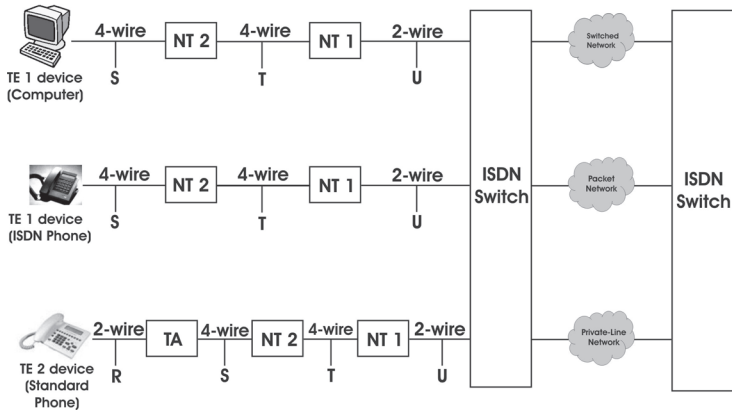 4-wire
NT 2
4-wire
NT 1
2-wire
Switched
Network
TE 1 device
(Computer)
S
T
U
4-wire
NT 2
4-wire
NT 1
2-wire
ISDN
Switch
Packet
Network
ISDN
Switch
TE 1 device
(ISDN Phone)
S
T
U
2-wire
TA
4-wire
NT 2
4-wire
NT 1
2-wire
Private-Line
Network
TE 2 device
(Standard
Phone)
R
S
T
U